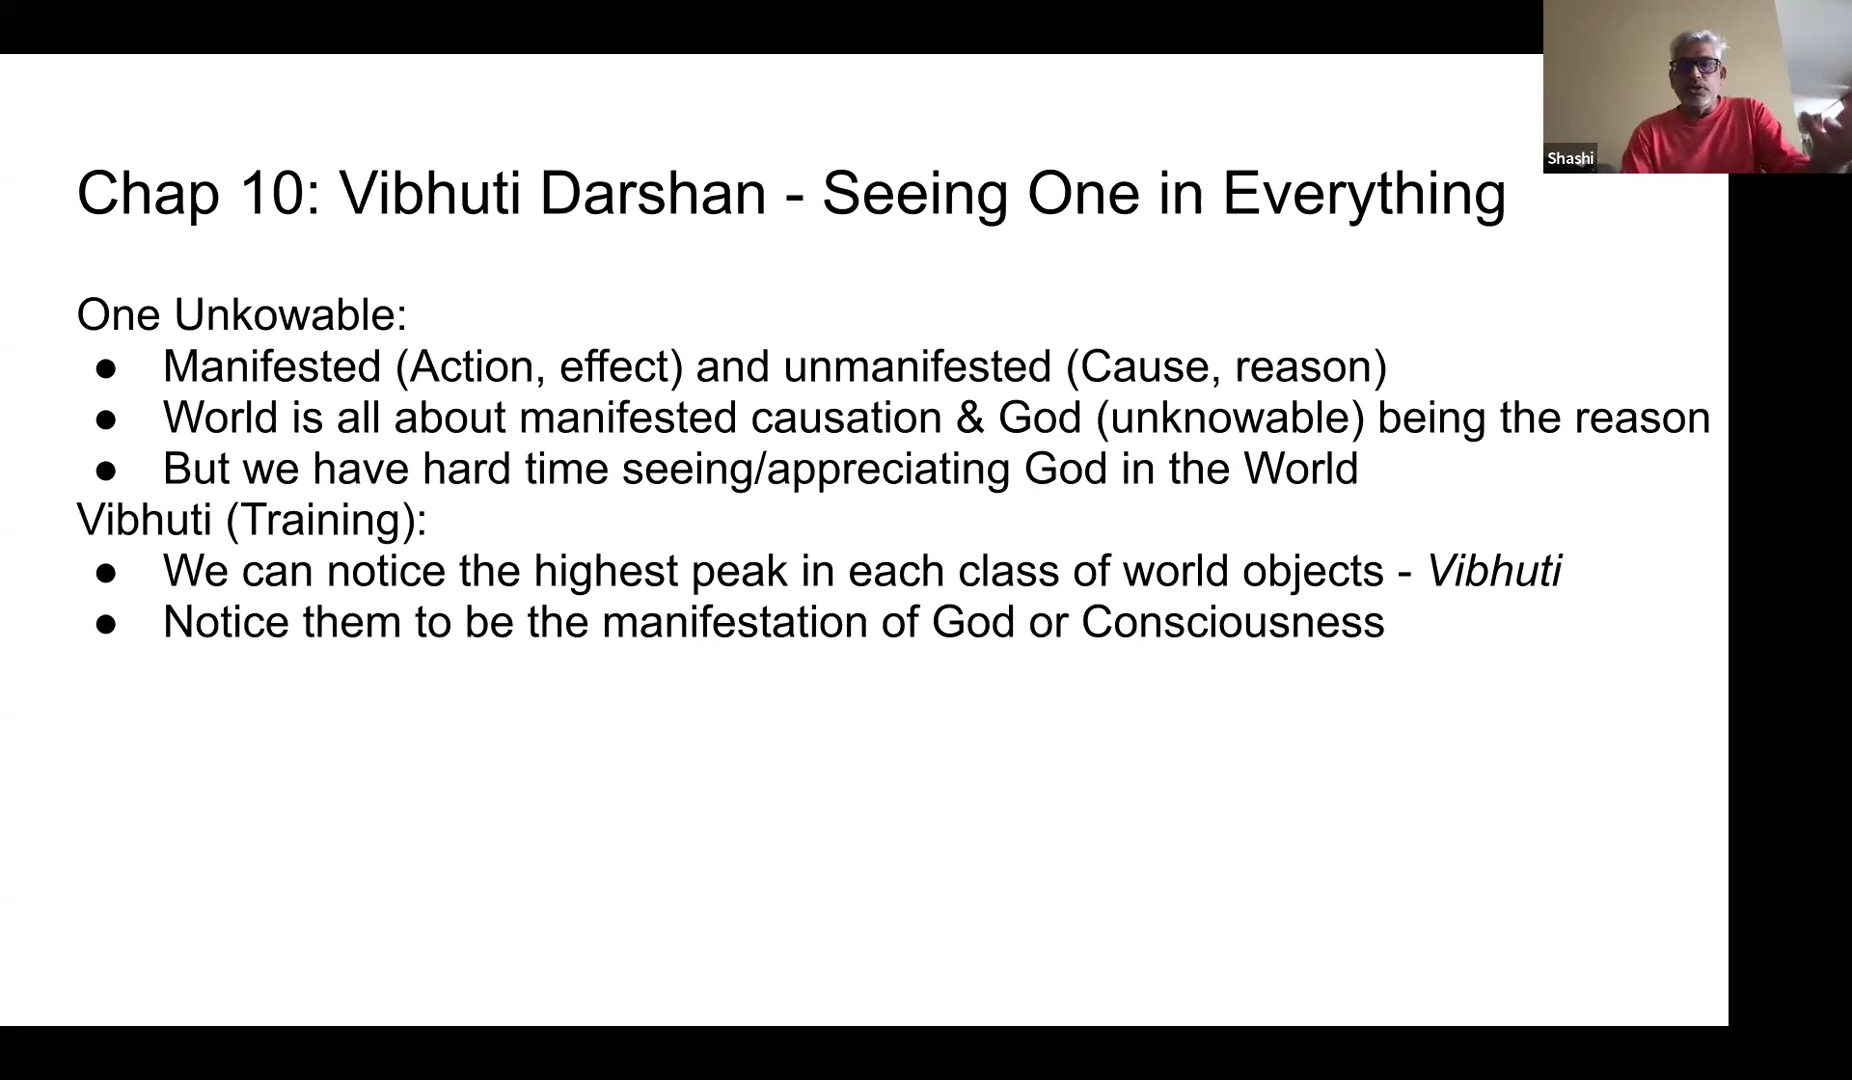 Shashi
Chap 10: Vibhuti Darshan - Seeing One in Everything
One Unkowable:
● Manifested (Action, effect) and unmanifested (Cause, reason)
● World is all about manifested causation & God (unknowable) being the reason
● But we have hard time seeing/appreciating God in the World
Vibhuti (Training):
● We can notice the highest peak in each class of world objects - Vibhuti
● Notice them to be the manifestation of God or Consciousness